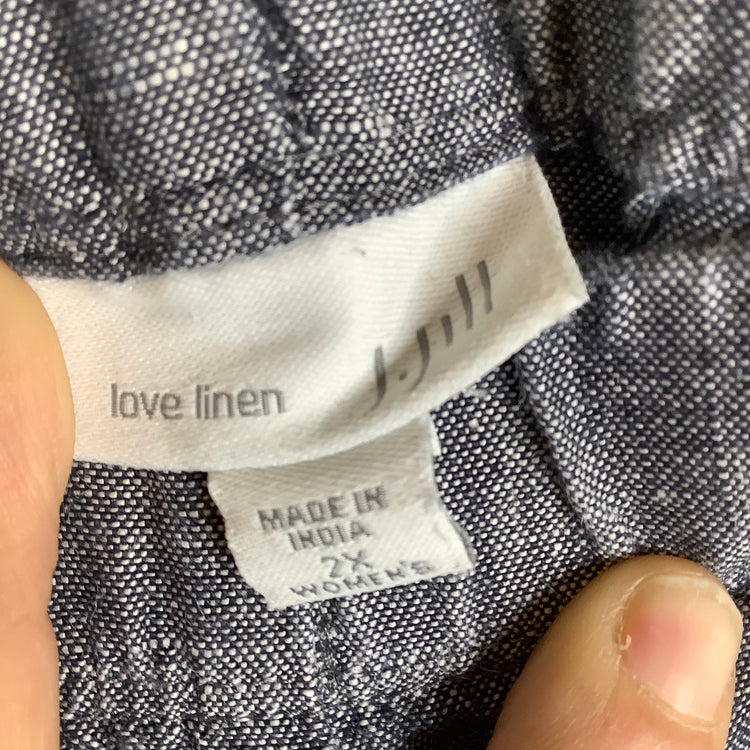 love linen
J.Jill
MADE IN
INDIA
2X
WOMEN'S